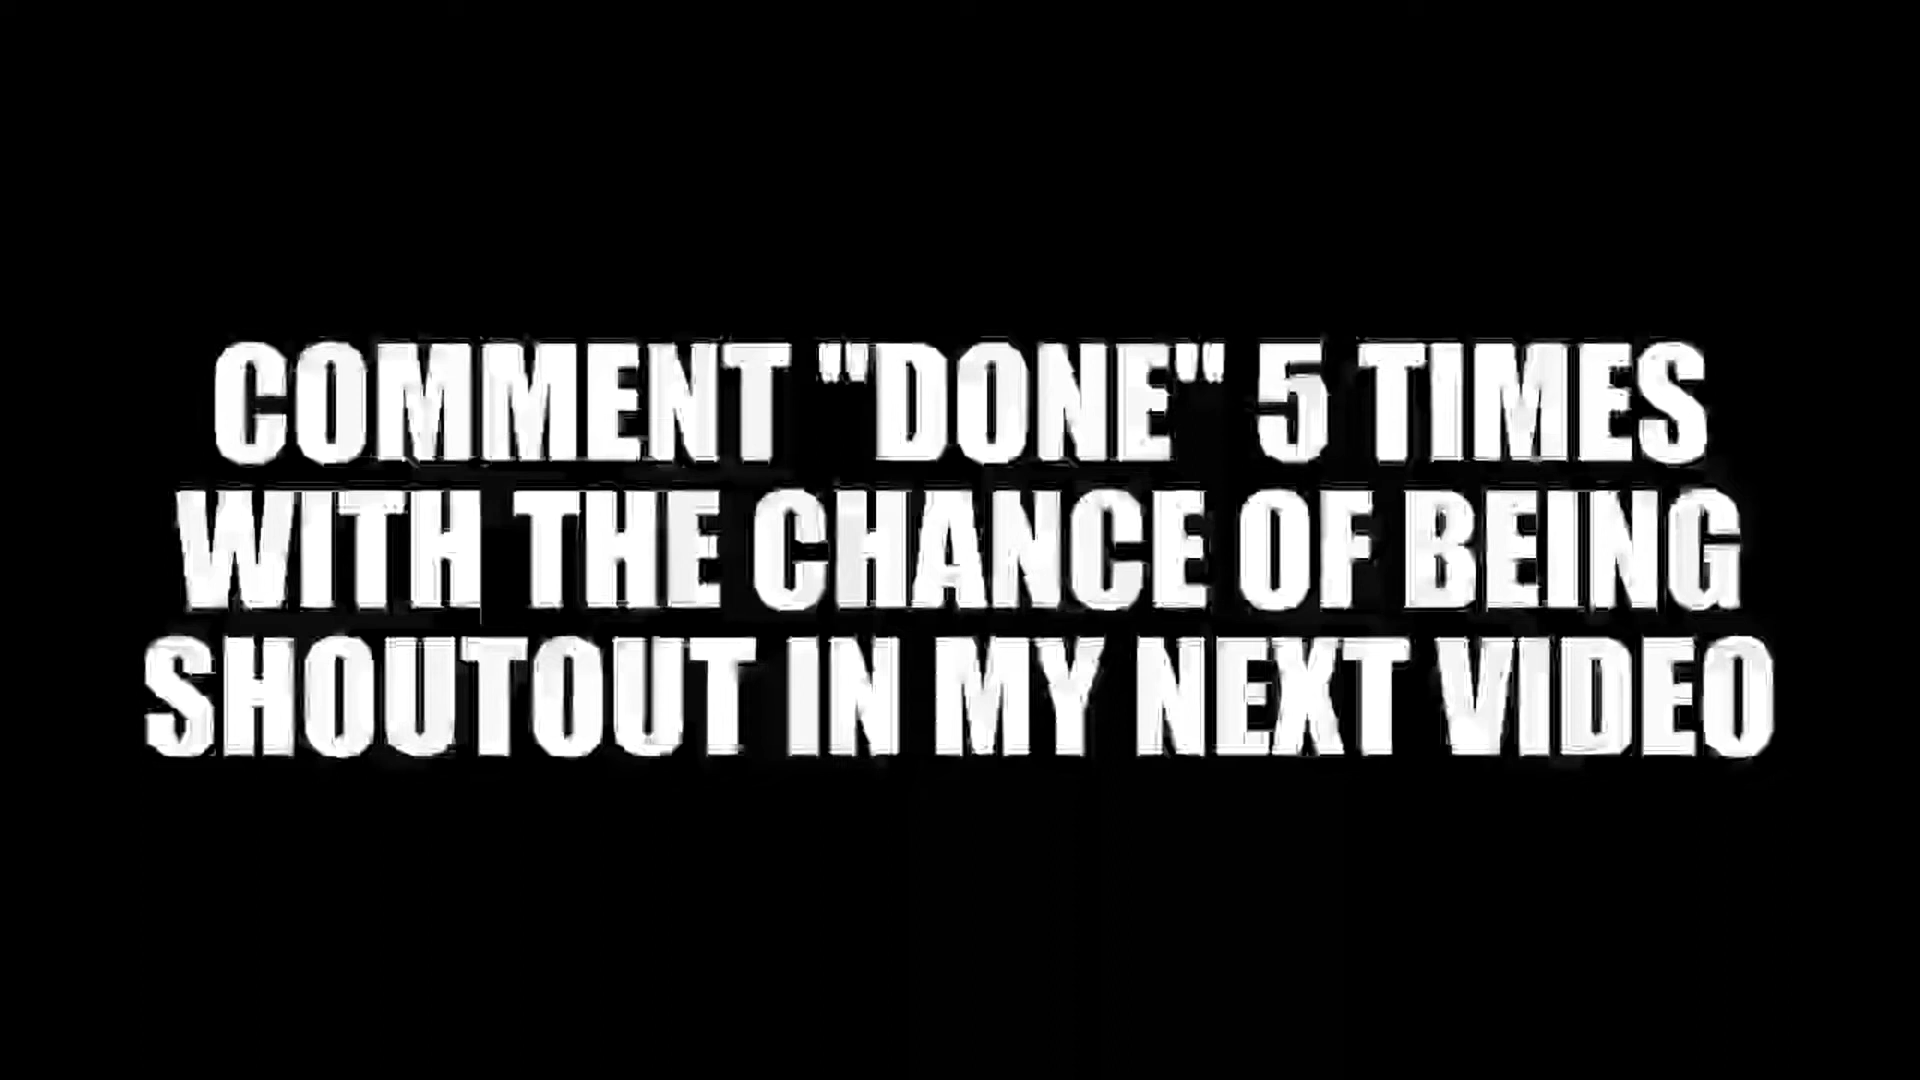 COMMENT "DONE" 5 TIMES
WITH THE CHANCE OF BEING
SHOUTOUT IN MY NEXT VIDEO